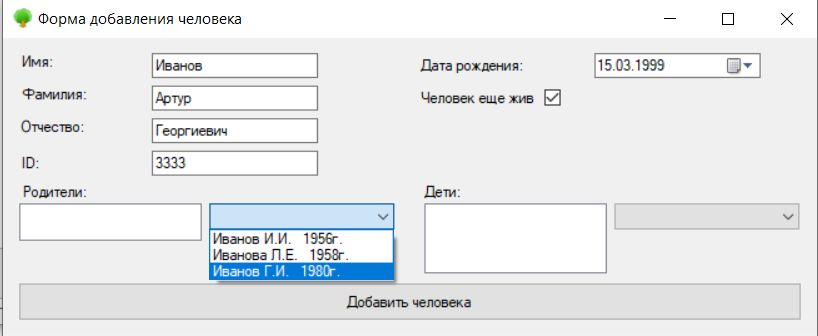 Форма добавления человека
Имя: Иванов
Фамилия: Артур
Отчество: Георгиевич
ID: 3333
Дата рождения: 15.03.1999
Человек еще жив
Родители:
Иванов И.И. 1956г.
Иванова Л.Е. 1958г.
Иванов Г.И. 1980г.
Дети:
Добавить человека